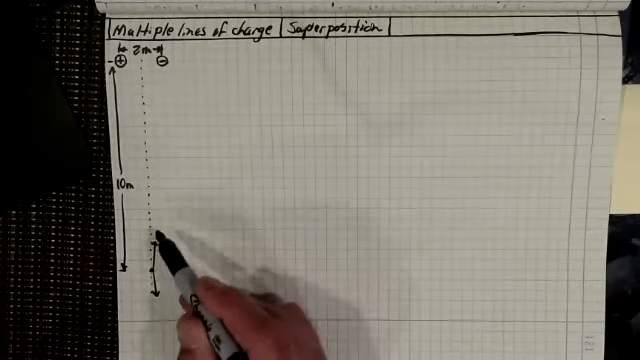 Multiple lines of charge Superposition
2m
+ −
10m